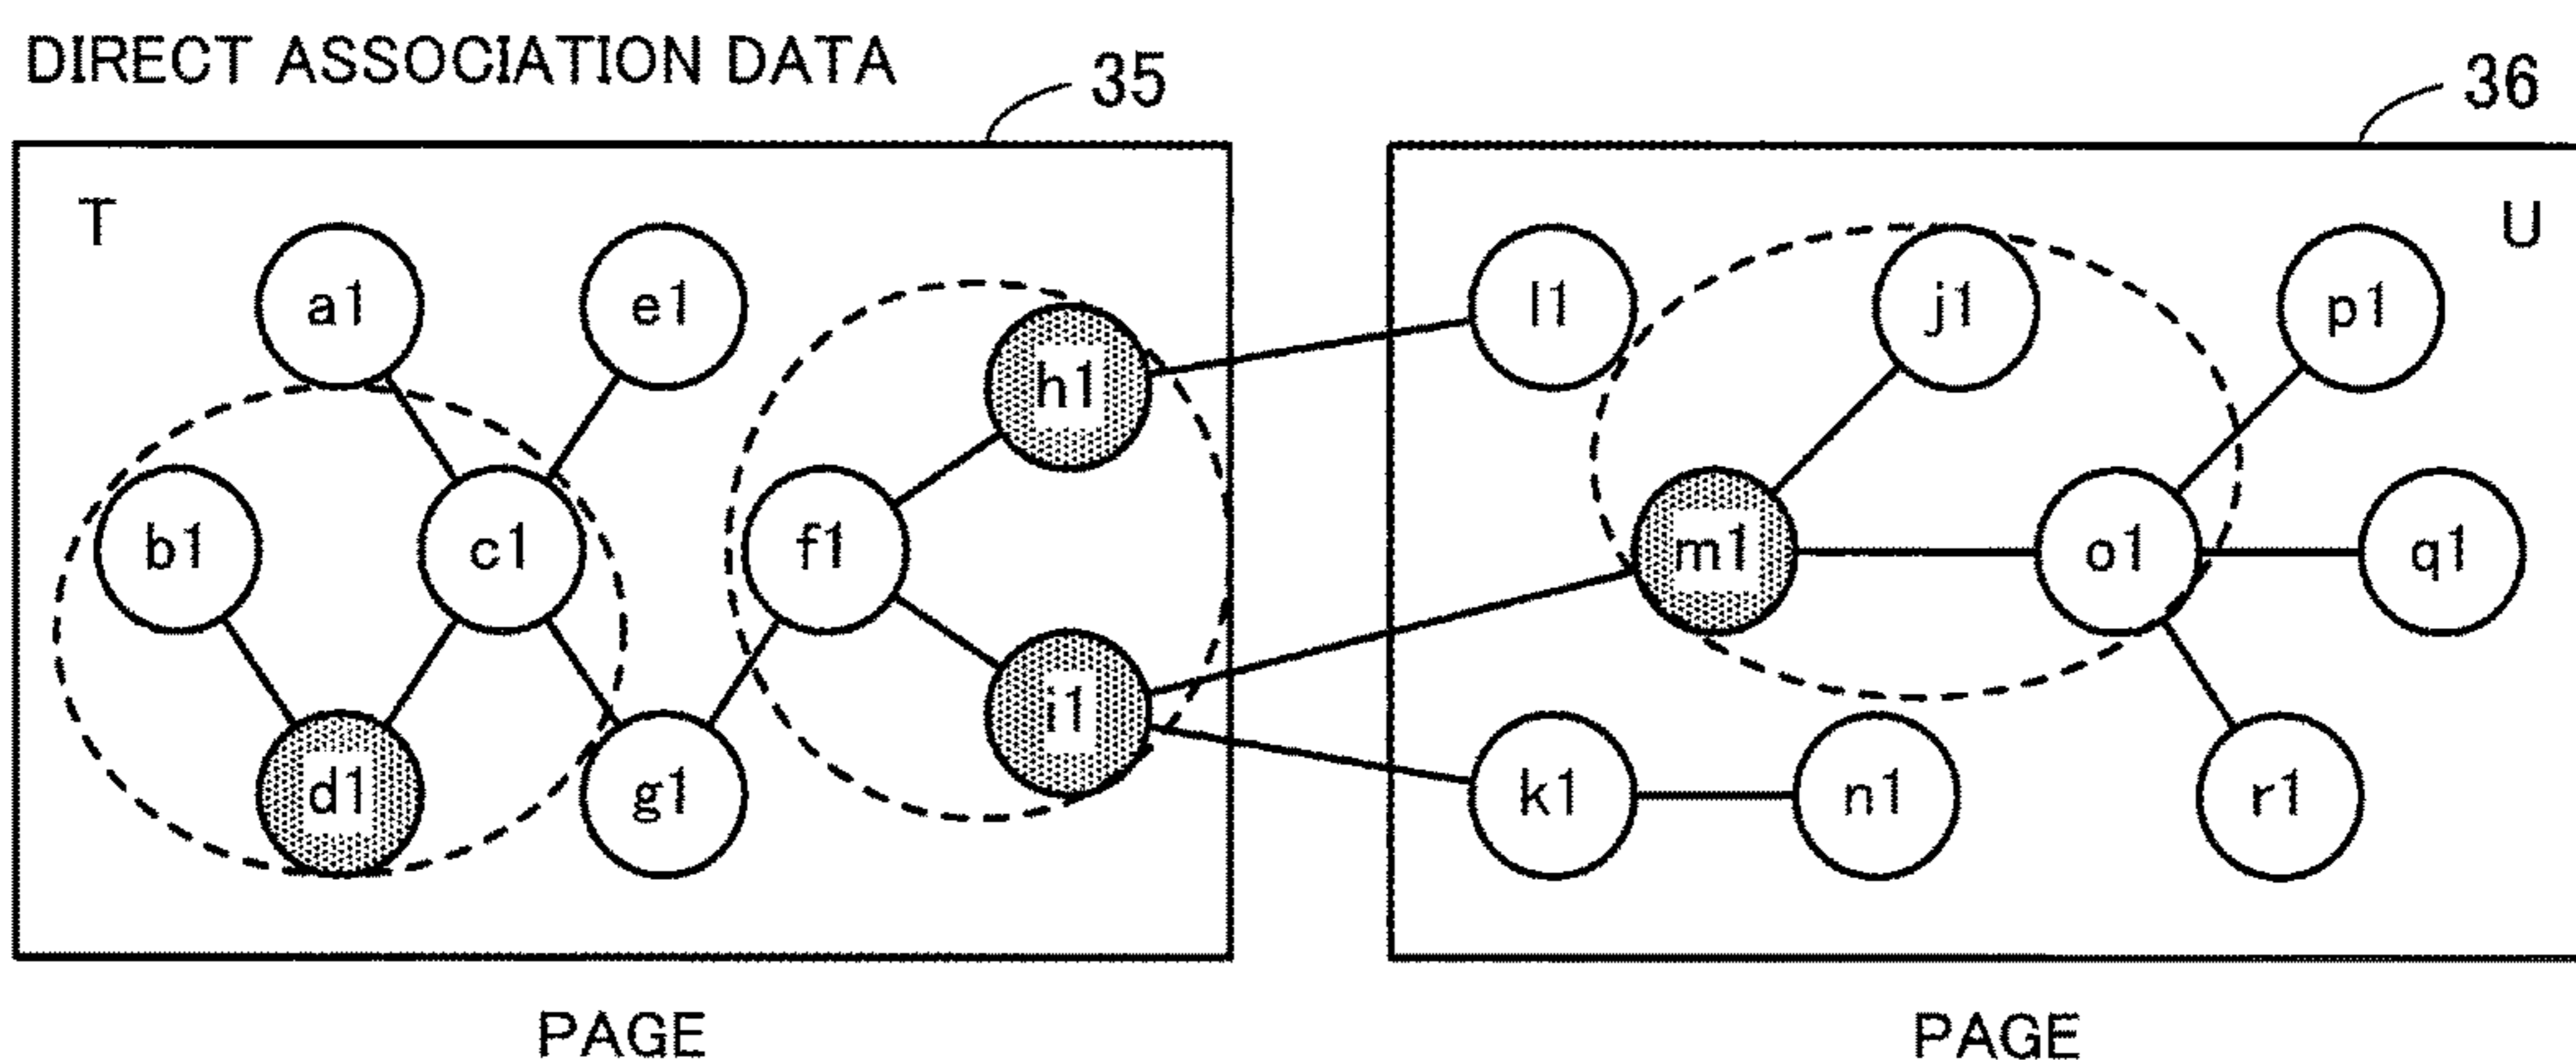 DIRECT ASSOCIATION DATA
35
36
T
U
a1
e1
h1
l1
j1
p1
b1
c1
f1
m1
o1
q1
d1
g1
i1
k1
n1
r1
PAGE
PAGE